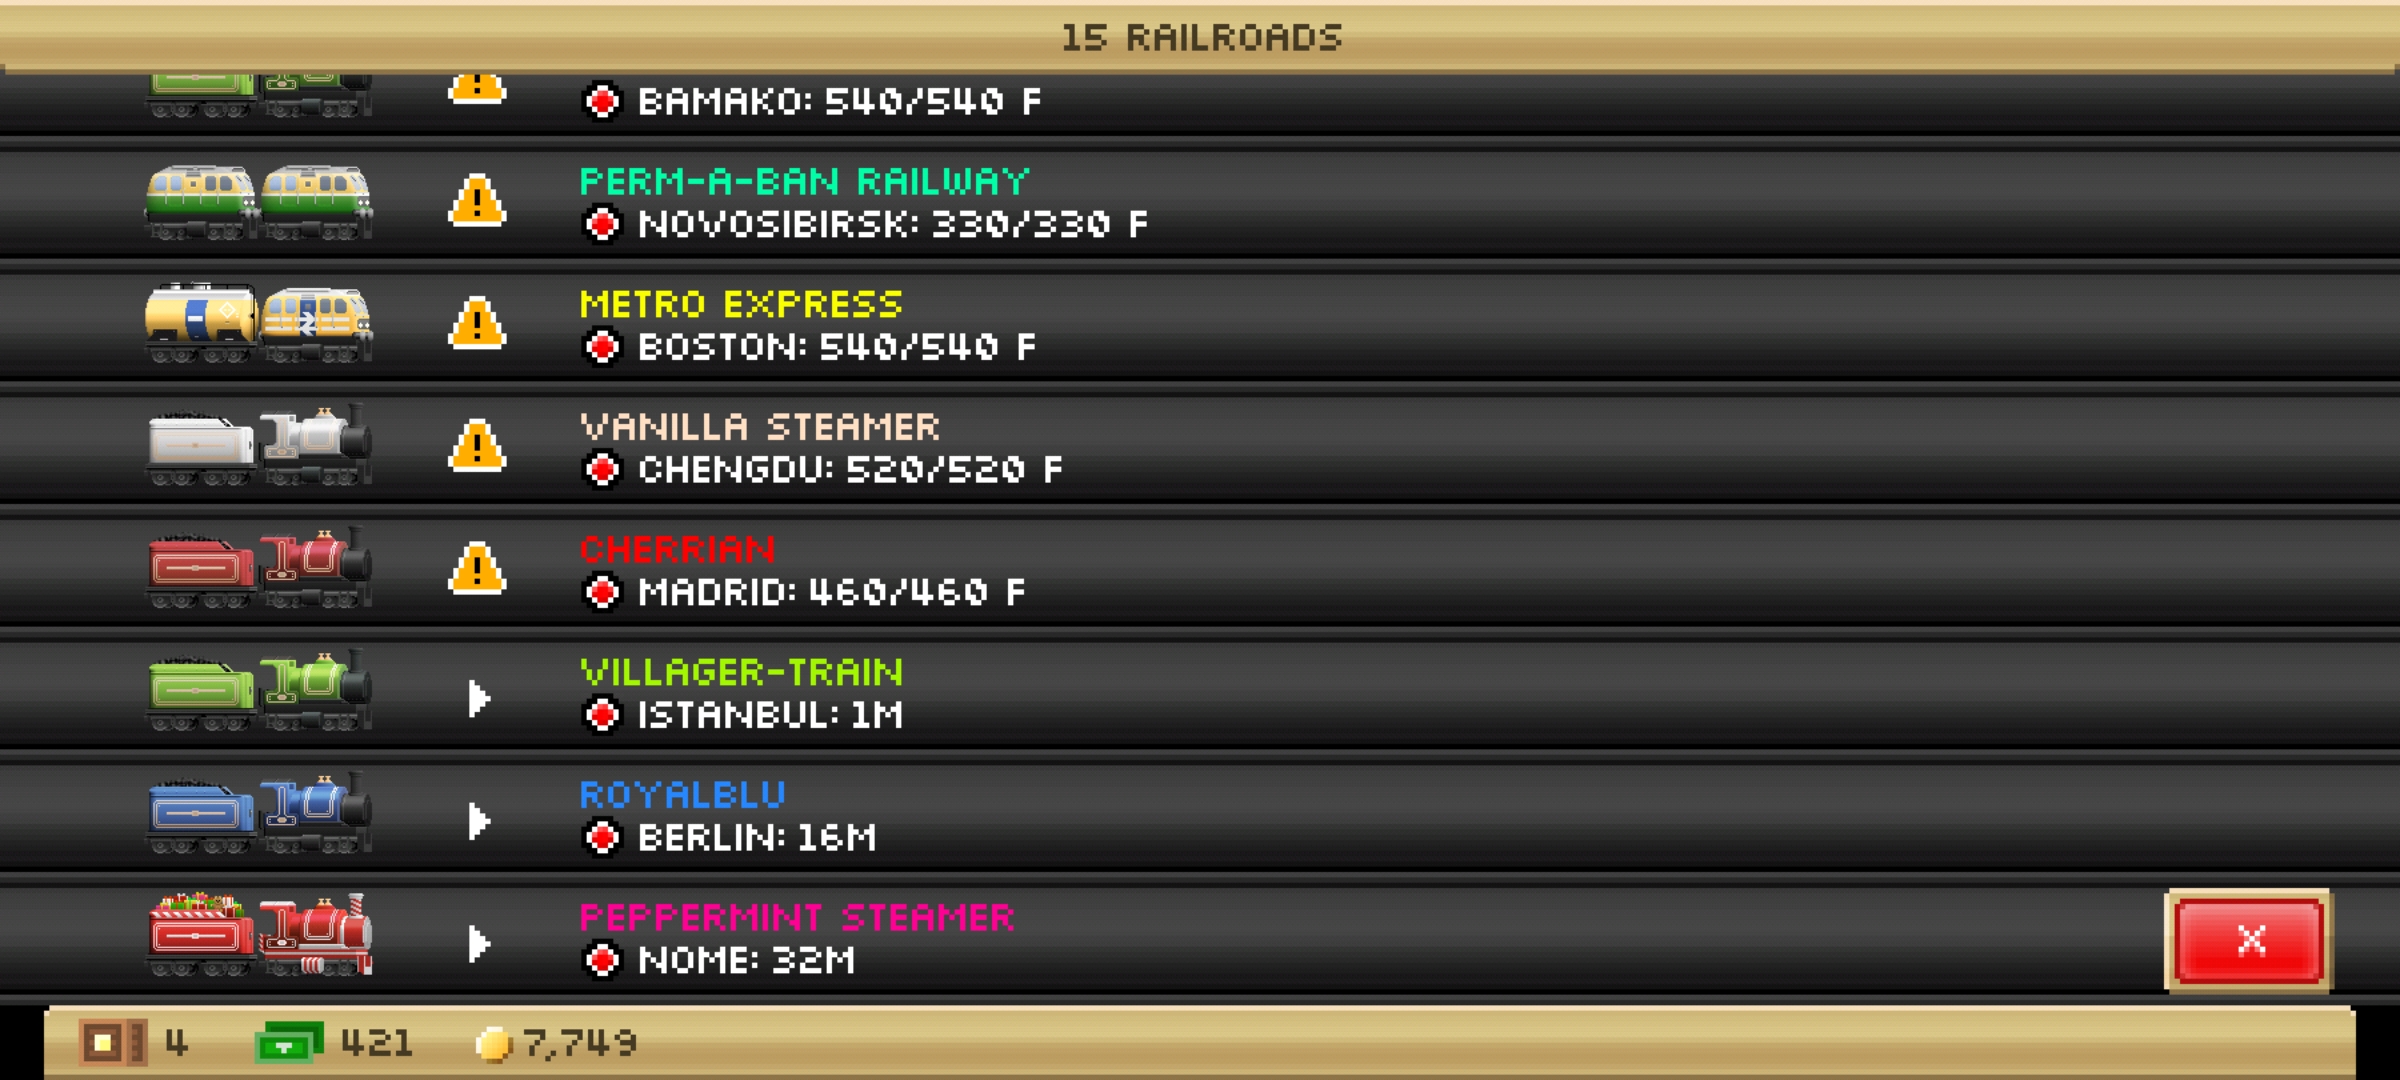 15 RAILROADS
BAMAKO: 540/540 F
PERM-A-BAN RAILWAY
NOVOSIBIRSK: 330/330 F
METRO EXPRESS
BOSTON: 540/540 F
VANILLA STEAMER
CHENGDU: 520/520 F
CHERRIAN
MADRID: 460/460 F
VILLAGER-TRAIN
ISTANBUL: 1M
ROYALBLU
BERLIN: 16M
PEPPERMINT STEAMER
NOME: 32M
X
4 421 7,749